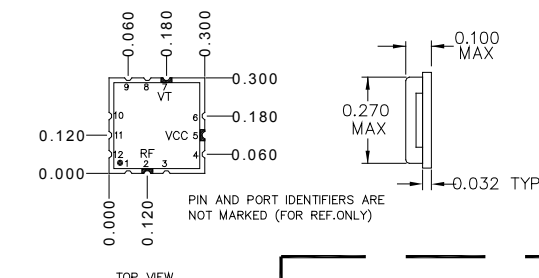 0.060
0.180
0.300
0.100
MAX
9 8 7
VT
0.300
10
6
0.180
0.270
MAX
0.120
11
VCC 5
12
RF
4
0.060
1 2 3
0.000
0.032 TYP
PIN AND PORT IDENTIFIERS ARE
NOT MARKED (FOR REF.ONLY)
0.000
0.120
TOP VIEW